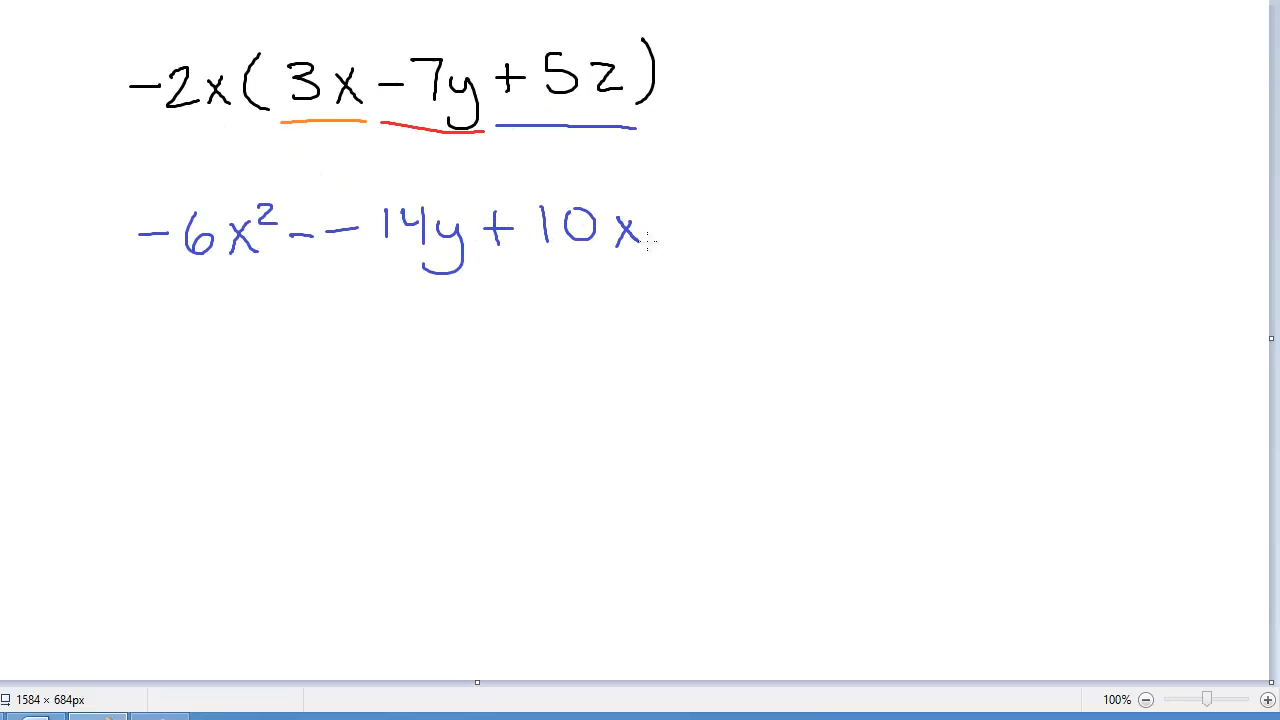 -2x(3x-7y+5z)
-6x²--14y+10x
1584 × 684px
100%